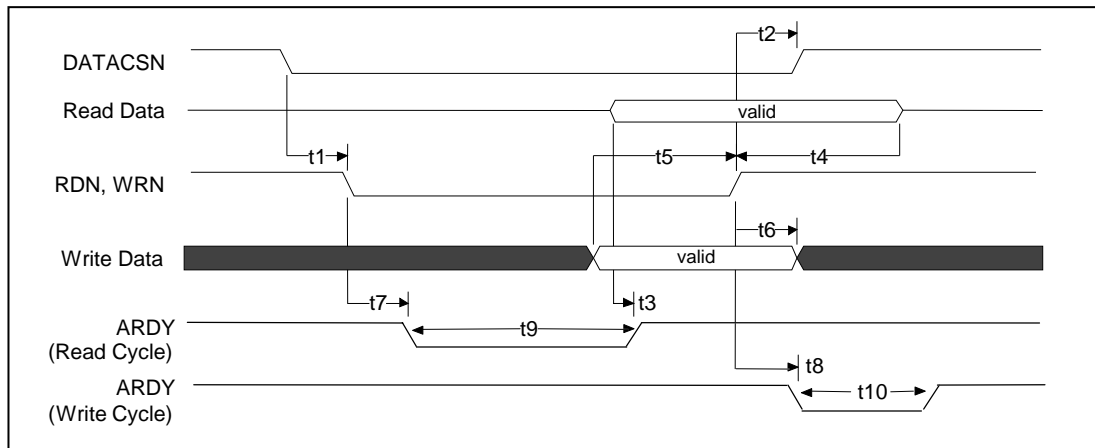 t2
DATACSN
Read Data
valid
t1
t5
t4
RDN, WRN
t6
Write Data
valid
t7
t3
ARDY
(Read Cycle)
t9
t8
ARDY
(Write Cycle)
t10